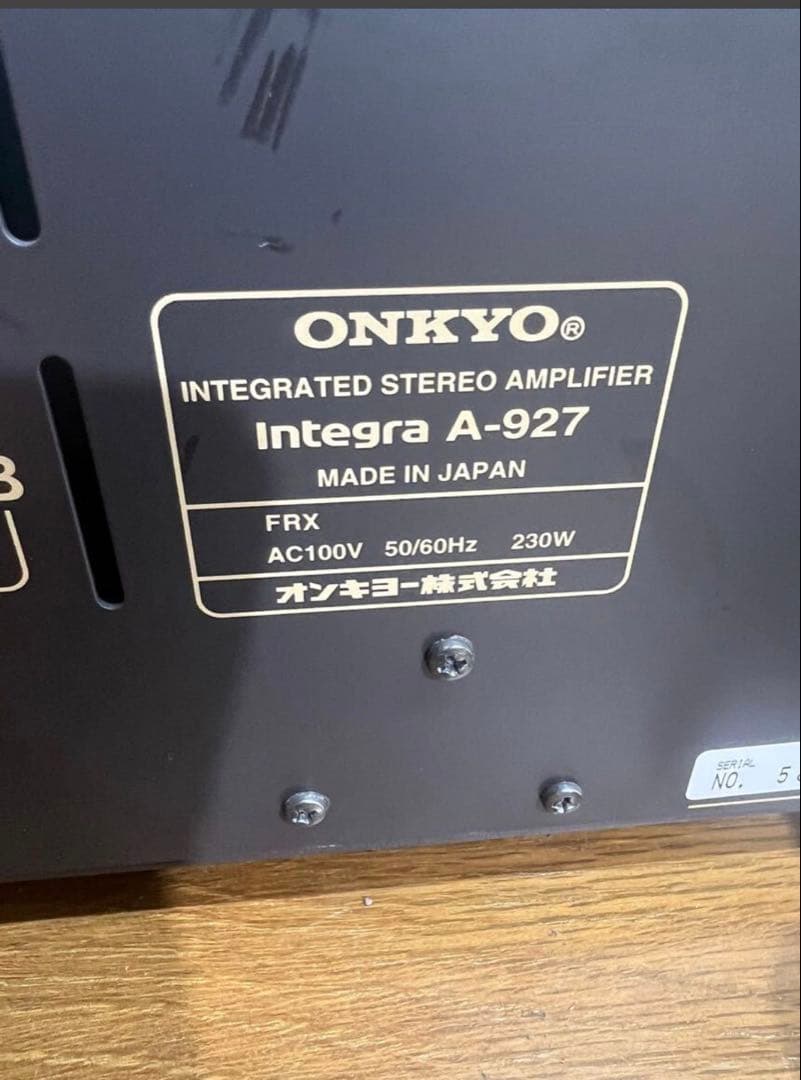 ONKYO®
INTEGRATED STEREO AMPLIFIER
Integra A-927
MADE IN JAPAN
FRX
AC100V 50/60Hz 230W
オンキヨー株式会社
B
SERIAL
NO. 5